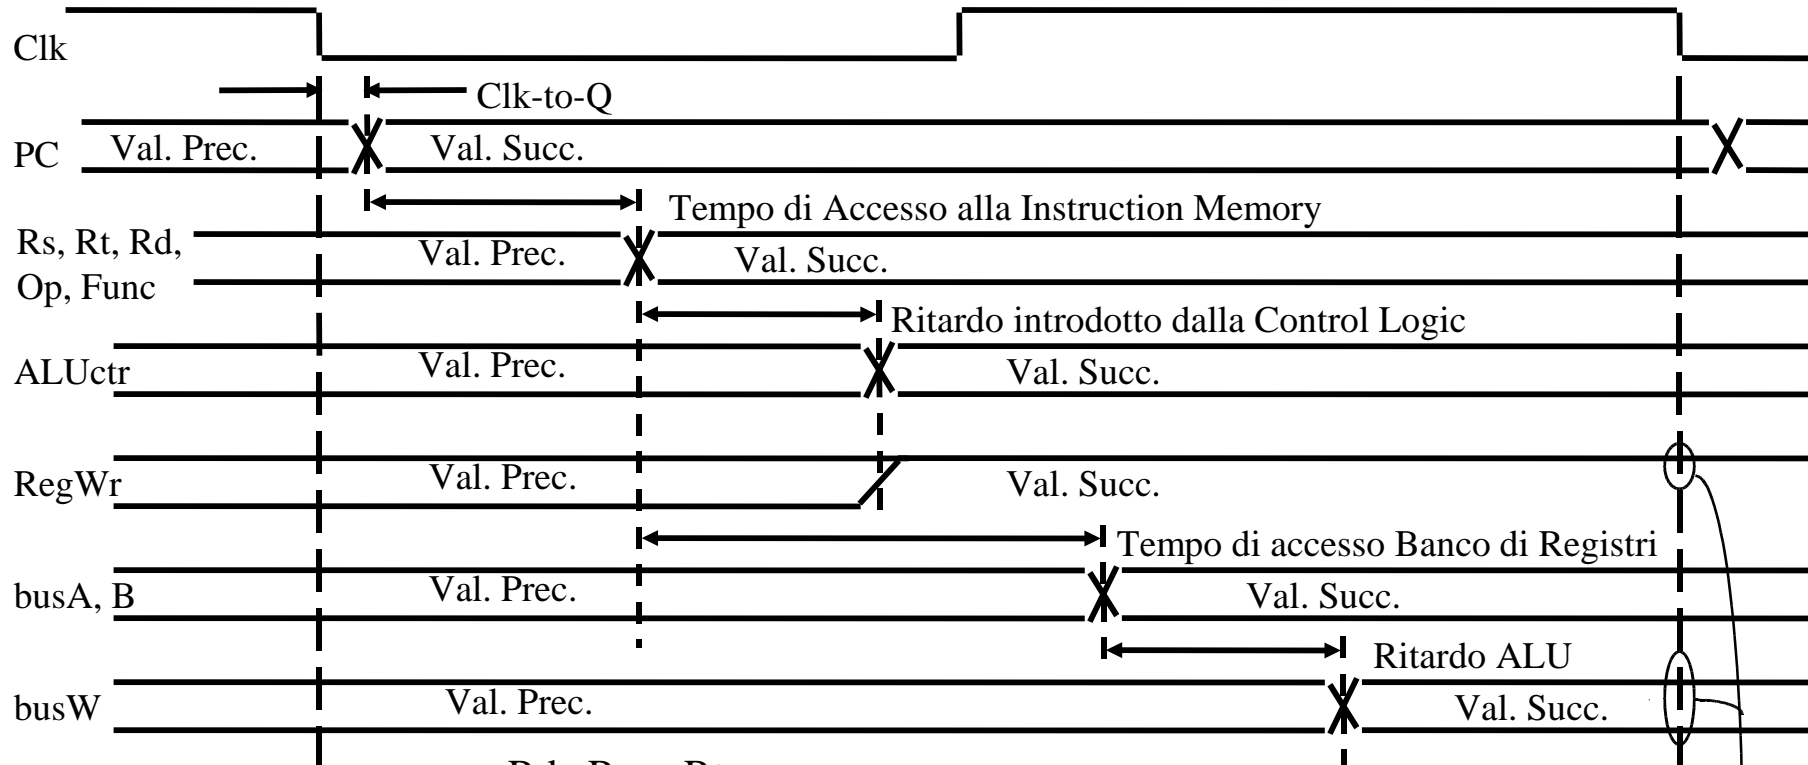 Clk
Clk-to-Q
PC Val. Prec. Val. Succ.
Tempo di Accesso alla Instruction Memory
Rs, Rt, Rd,
Op, Func
Val. Prec. Val. Succ.
Ritardo introdotto dalla Control Logic
ALUctr Val. Prec. Val. Succ.
RegWr Val. Prec. Val. Succ.
Tempo di accesso Banco di Registri
busA, B Val. Prec. Val. Succ.
Ritardo ALU
busW Val. Prec. Val. Succ.